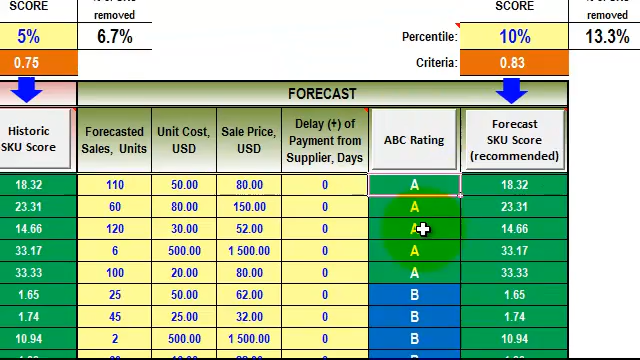 SCORE
removed
SCORE
removed
5% 6.7% Percentile: 10% 13.3%
0.75 Criteria: 0.83
FORECAST
Historic SKU Score
Forecasted Sales, Units
Unit Cost, USD
Sale Price, USD
Delay (+) of Payment from Supplier, Days
ABC Rating
Forecast SKU Score (recommended)
18.32 110 50.00 80.00 0 A 18.32
23.31 60 80.00 150.00 0 A 23.31
14.66 120 30.00 52.00 0 A 14.66
33.17 6 500.00 1 500.00 0 A 33.17
33.33 100 20.00 80.00 0 A 33.33
1.65 25 50.00 62.00 0 B 1.65
1.74 45 25.00 32.00 0 B 1.74
10.94 2 500.00 1 500.00 0 B 10.94